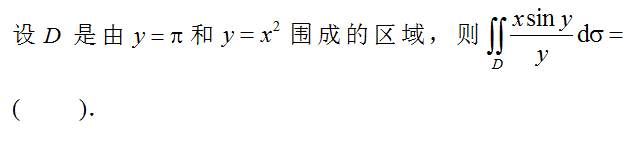 设 D 是由 y = π 和 y = x² 围成的区域，则 ∬_D (x sin y)/y dσ =
(　　).